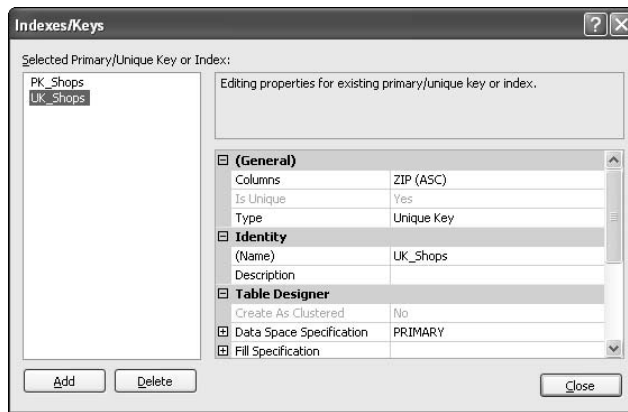 Indexes/Keys
Selected Primary/Unique Key or Index:
PK_Shops
UK_Shops
Editing properties for existing primary/unique key or index.
(General)
Columns ZIP (ASC)
Is Unique Yes
Type Unique Key
Identity
(Name) UK_Shops
Description
Table Designer
Create As Clustered No
Data Space Specification PRIMARY
Fill Specification
Add Delete Close